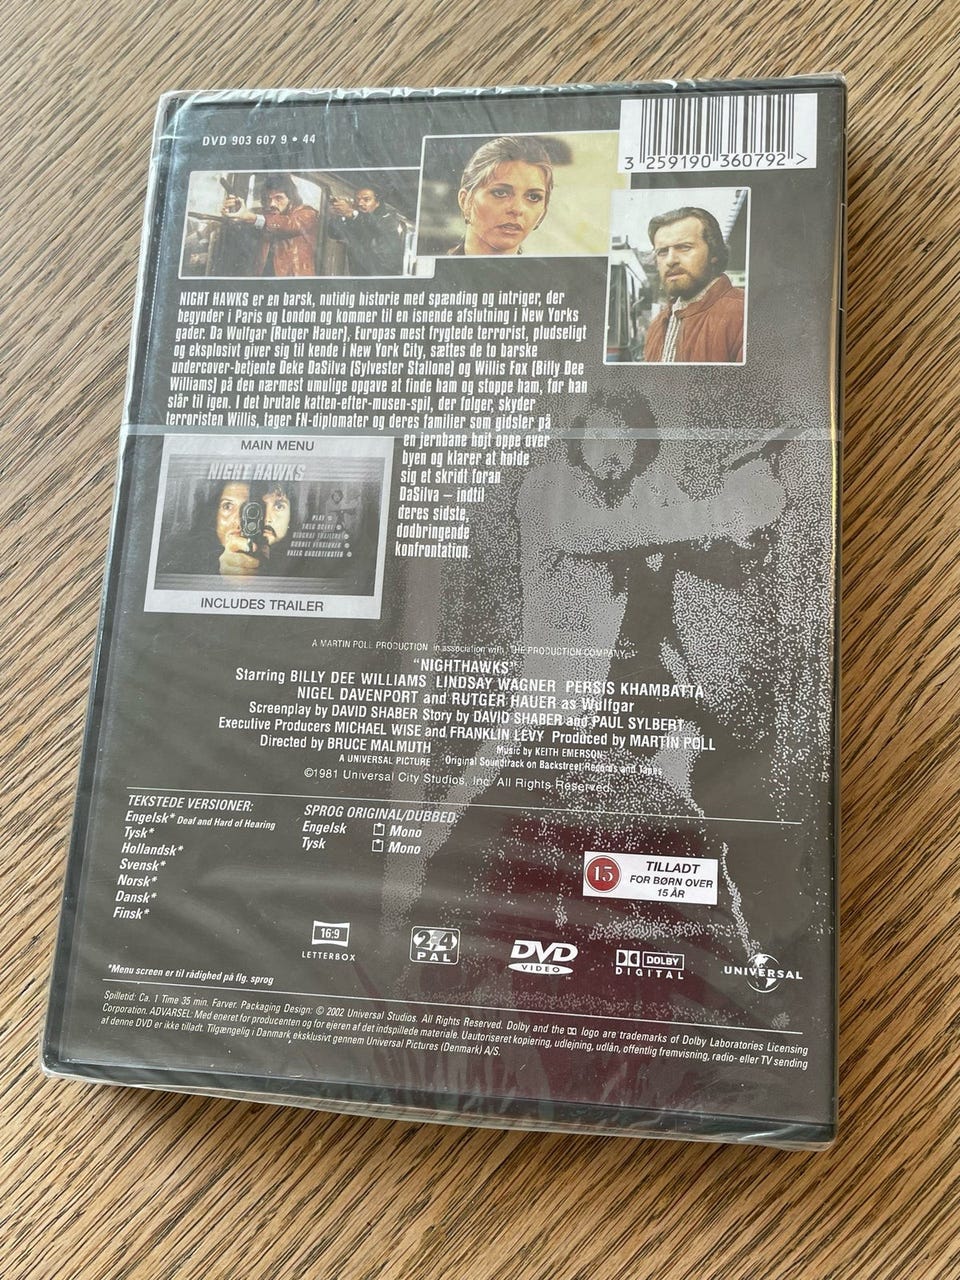 DVD 903 607 9 • 44
3 259190 360792 >
NIGHT HAWKS er en barsk, nutidig historie med spænding og intriger, der
begynder i Paris og London og kommer til en isnende afslutning i New Yorks
gader. Da Wulfgar (Rutger Hauer), Europas mest frygtede terrorist, pludseligt
og eksplosivt giver sig til kende i New York City, sættes de to barske
undercover-betjente Deke DaSilva (Sylvester Stallone) og Willis Fox (Billy Dee
Williams) på den nærmest umulige opgave at finde ham og stoppe ham, før han
slår til igen. I det brutale katten-efter-musen-spil, der følger, skyder
terroristen Willis, tager FN-diplomater og deres familier som gidsler på
en jernbane højt oppe over
byen og klarer at holde
sig et skridt foran
DaSilva – indtil
deres sidste,
dødbringende
konfrontation.
MAIN MENU
NIGHT HAWKS
PLAY
VÆLG SCENE
BIOGRAF TRAILER
DUBBET VERSIONER
VÆLG UNDERTEKSTER
INCLUDES TRAILER
A MARTIN POLL PRODUCTION in association with THE PRODUCTION COMPANY
"NIGHTHAWKS"
Starring BILLY DEE WILLIAMS LINDSAY WAGNER PERSIS KHAMBATTA
NIGEL DAVENPORT and RUTGER HAUER as Wulfgar
Screenplay by DAVID SHABER Story by DAVID SHABER and PAUL SYLBERT
Executive Producers MICHAEL WISE and FRANKLIN LEVY Produced by MARTIN POLL
Directed by BRUCE MALMUTH Music by KEITH EMERSON
A UNIVERSAL PICTURE Original Soundtrack on Backstreet Records and Tapes
©1981 Universal City Studios, Inc. All Rights Reserved.
TEKSTEDE VERSIONER:
Engelsk* Deaf and Hard of Hearing
Tysk*
Hollandsk*
Svensk*
Norsk*
Dansk*
Finsk*
SPROG ORIGINAL/DUBBED:
Engelsk Mono
Tysk Mono
15 TILLADT
FOR BØRN OVER
15 ÅR
16:9
LETTERBOX
2,4
PAL
DVD
VIDEO
DOLBY
DIGITAL
UNIVERSAL
*Menu screen er til rådighed på flg. sprog
Spilletid: Ca. 1 Time 35 min. Farver. Packaging Design: © 2002 Universal Studios. All Rights Reserved. Dolby and the logo are trademarks of Dolby Laboratories Licensing
Corporation. ADVARSEL: Med eneret for producenten og for ejeren af det indspillede materiale. Uautoriseret kopiering, udlejning, udlån, offentlig fremvisning, radio- eller TV sending
af denne DVD er ikke tilladt. Tilgængelig i Danmark, eksklusivt gennem Universal Pictures (Denmark) A/S.